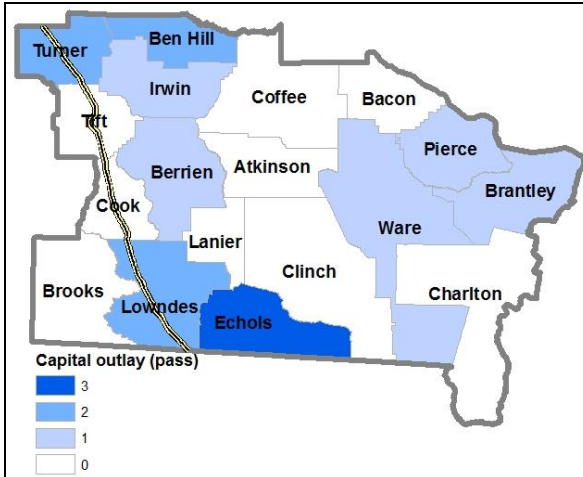 Turner
Ben Hill
Irwin
Coffee
Bacon
Tift
Pierce
Berrien
Atkinson
Brantley
Cook
Ware
Lanier
Clinch
Brooks
Charlton
Lowndes
Echols
Capital outlay (pass)
3
2
1
0